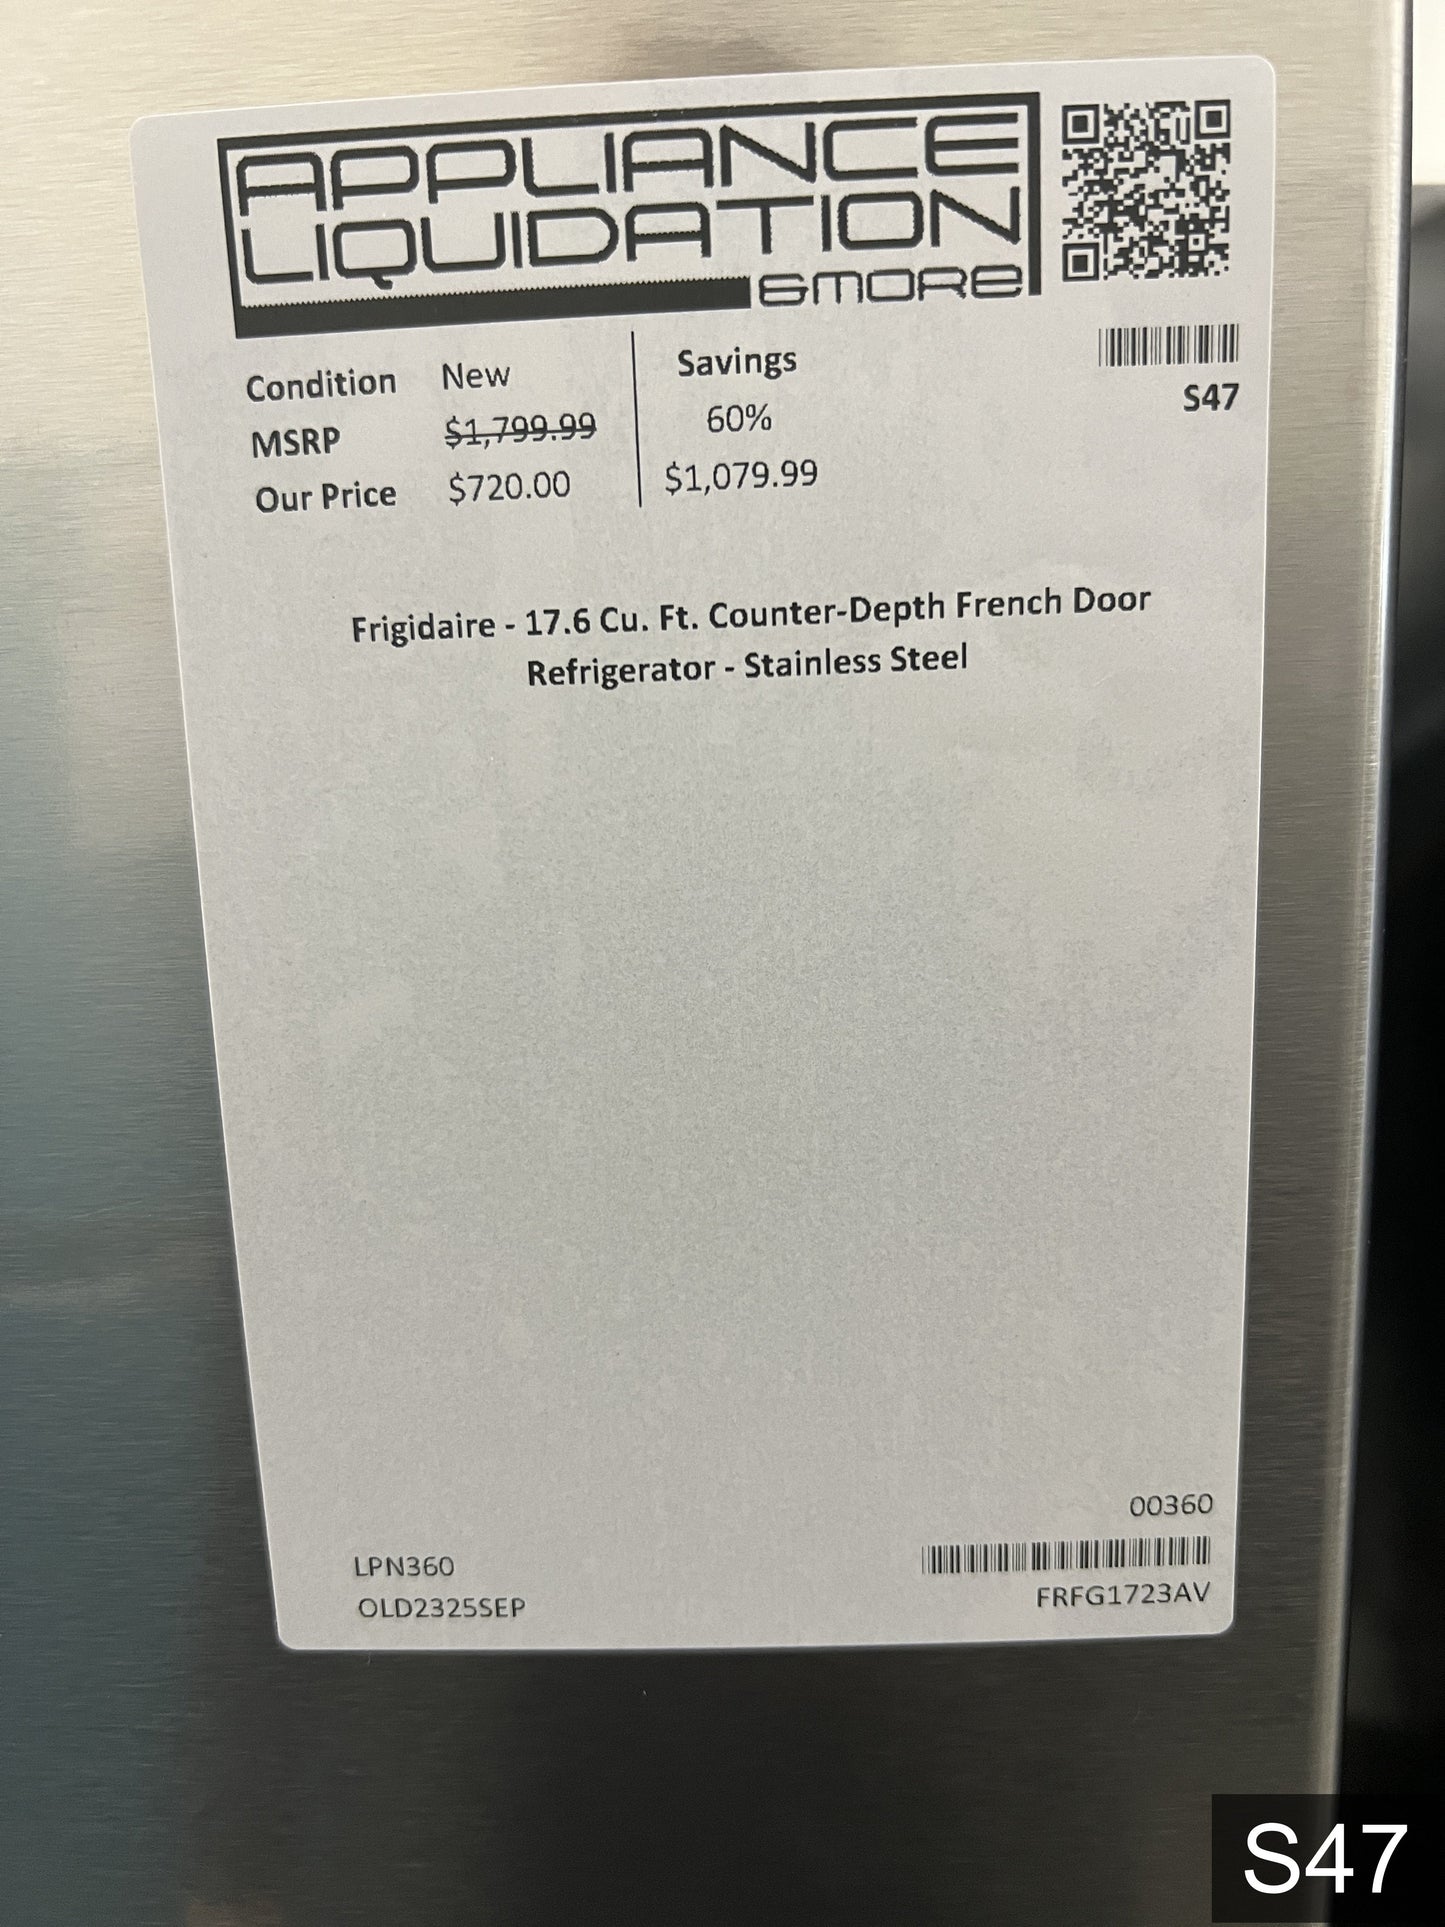 APPLIANCE
LIQUIDATION
&MORE
Condition New
MSRP $1,799.99
Our Price $720.00
Savings
60%
$1,079.99
S47
Frigidaire - 17.6 Cu. Ft. Counter-Depth French Door
Refrigerator - Stainless Steel
00360
LPN360
OLD2325SEP
FRFG1723AV
S47